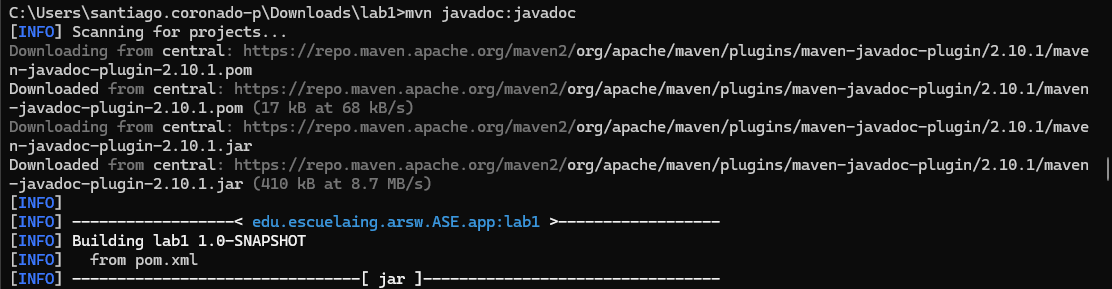 C:\Users\santiago.coronado-p\Downloads\lab1>mvn javadoc:javadoc
[INFO] Scanning for projects...
Downloading from central: https://repo.maven.apache.org/maven2/org/apache/maven/plugins/maven-javadoc-plugin/2.10.1/mave
n-javadoc-plugin-2.10.1.pom
Downloaded from central: https://repo.maven.apache.org/maven2/org/apache/maven/plugins/maven-javadoc-plugin/2.10.1/maven
-javadoc-plugin-2.10.1.pom (17 kB at 68 kB/s)
Downloading from central: https://repo.maven.apache.org/maven2/org/apache/maven/plugins/maven-javadoc-plugin/2.10.1/mave
n-javadoc-plugin-2.10.1.jar
Downloaded from central: https://repo.maven.apache.org/maven2/org/apache/maven/plugins/maven-javadoc-plugin/2.10.1/maven
-javadoc-plugin-2.10.1.jar (410 kB at 8.7 MB/s)
[INFO]
[INFO] ------------------< edu.escuelaing.arsw.ASE.app:lab1 >------------------
[INFO] Building lab1 1.0-SNAPSHOT
[INFO]   from pom.xml
[INFO] --------------------------------[ jar ]---------------------------------